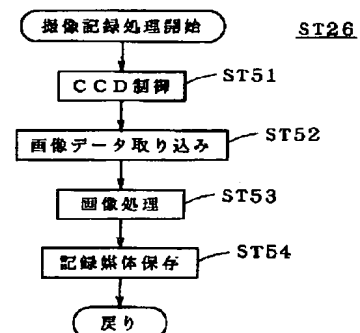 撮像記録処理開始
ST26
CCD制御
ST51
画像データ取り込み
ST52
画像処理
ST53
記録媒体保存
ST54
戻り